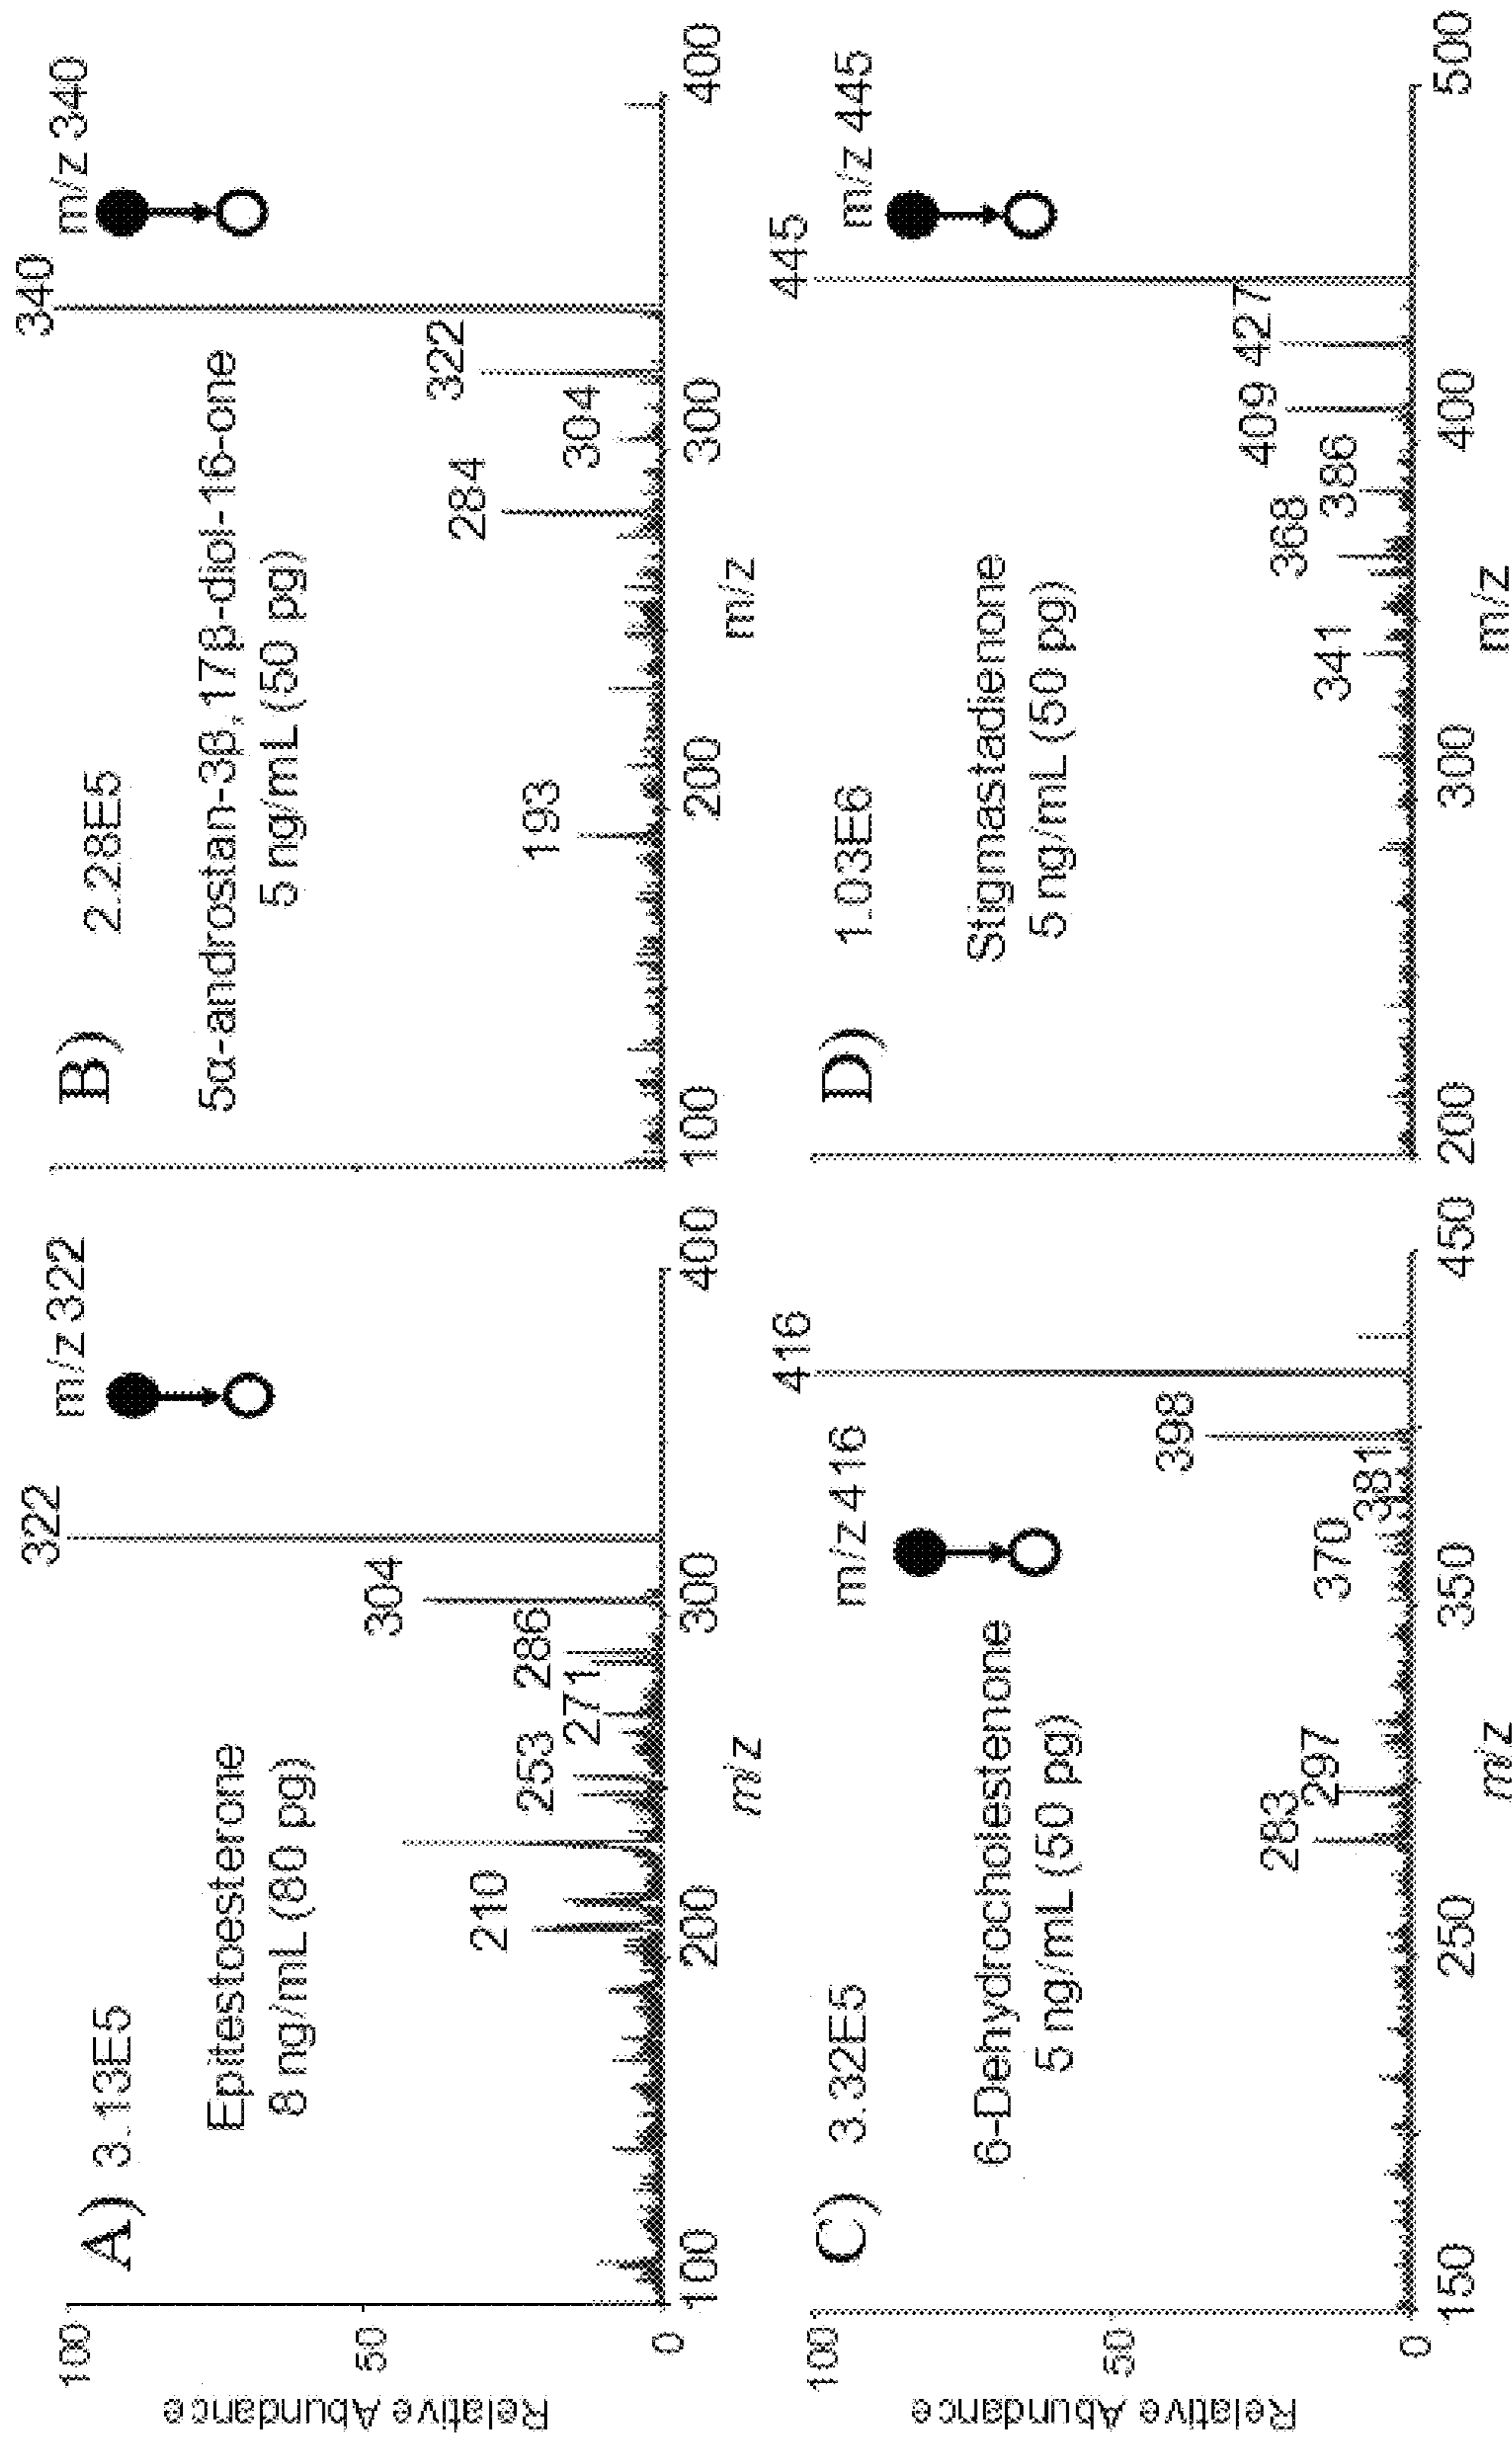 A) 3.13E5
Epitestoesterone
8 ng/mL (80 pg)
m/z 322
322
304
286
271
253
210
Relative Abundance
100
50
0
100
200
300
400
m/z
B) 2.28E5
5α-androstan-3β,17β-diol-16-one
5 ng/mL (50 pg)
m/z 340
340
322
304
284
193
100
200
300
400
m/z
C) 3.32E5
6-Dehydrocholestenone
5 ng/mL (50 pg)
m/z 416
416
398
381
370
297
283
Relative Abundance
100
50
0
150
250
350
450
m/z
D) 1.03E6
Stigmastadienone
5 ng/mL (50 pg)
m/z 445
445
427
409
386
368
341
200
300
400
500
m/z